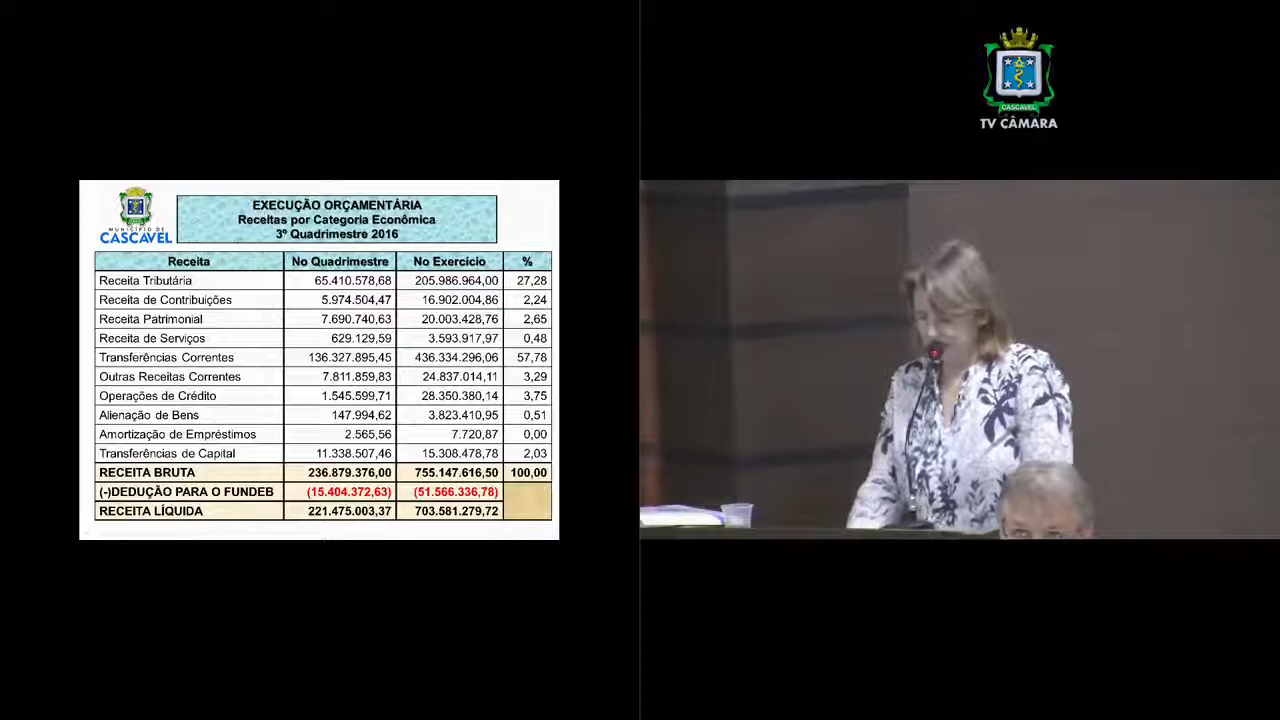 MUNICÍPIO DE
CASCAVEL
EXECUÇÃO ORÇAMENTÁRIA
Receitas por Categoria Econômica
3º Quadrimestre 2016
Receita No Quadrimestre No Exercício %
Receita Tributária 65.410.578,68 205.986.964,00 27,28
Receita de Contribuições 5.974.504,47 16.902.004,86 2,24
Receita Patrimonial 7.690.740,63 20.003.428,76 2,65
Receita de Serviços 629.129,59 3.593.917,97 0,48
Transferências Correntes 136.327.895,45 436.334.296,06 57,78
Outras Receitas Correntes 7.811.859,83 24.837.014,11 3,29
Operações de Crédito 1.545.599,71 28.350.380,14 3,75
Alienação de Bens 147.994,62 3.823.410,95 0,51
Amortização de Empréstimos 2.565,56 7.720,87 0,00
Transferências de Capital 11.338.507,46 15.308.478,78 2,03
RECEITA BRUTA 236.879.376,00 755.147.616,50 100,00
(-)DEDUÇÃO PARA O FUNDEB (15.404.372,63) (51.566.336,78)
RECEITA LÍQUIDA 221.475.003,37 703.581.279,72
CASCAVEL
TV CÂMARA